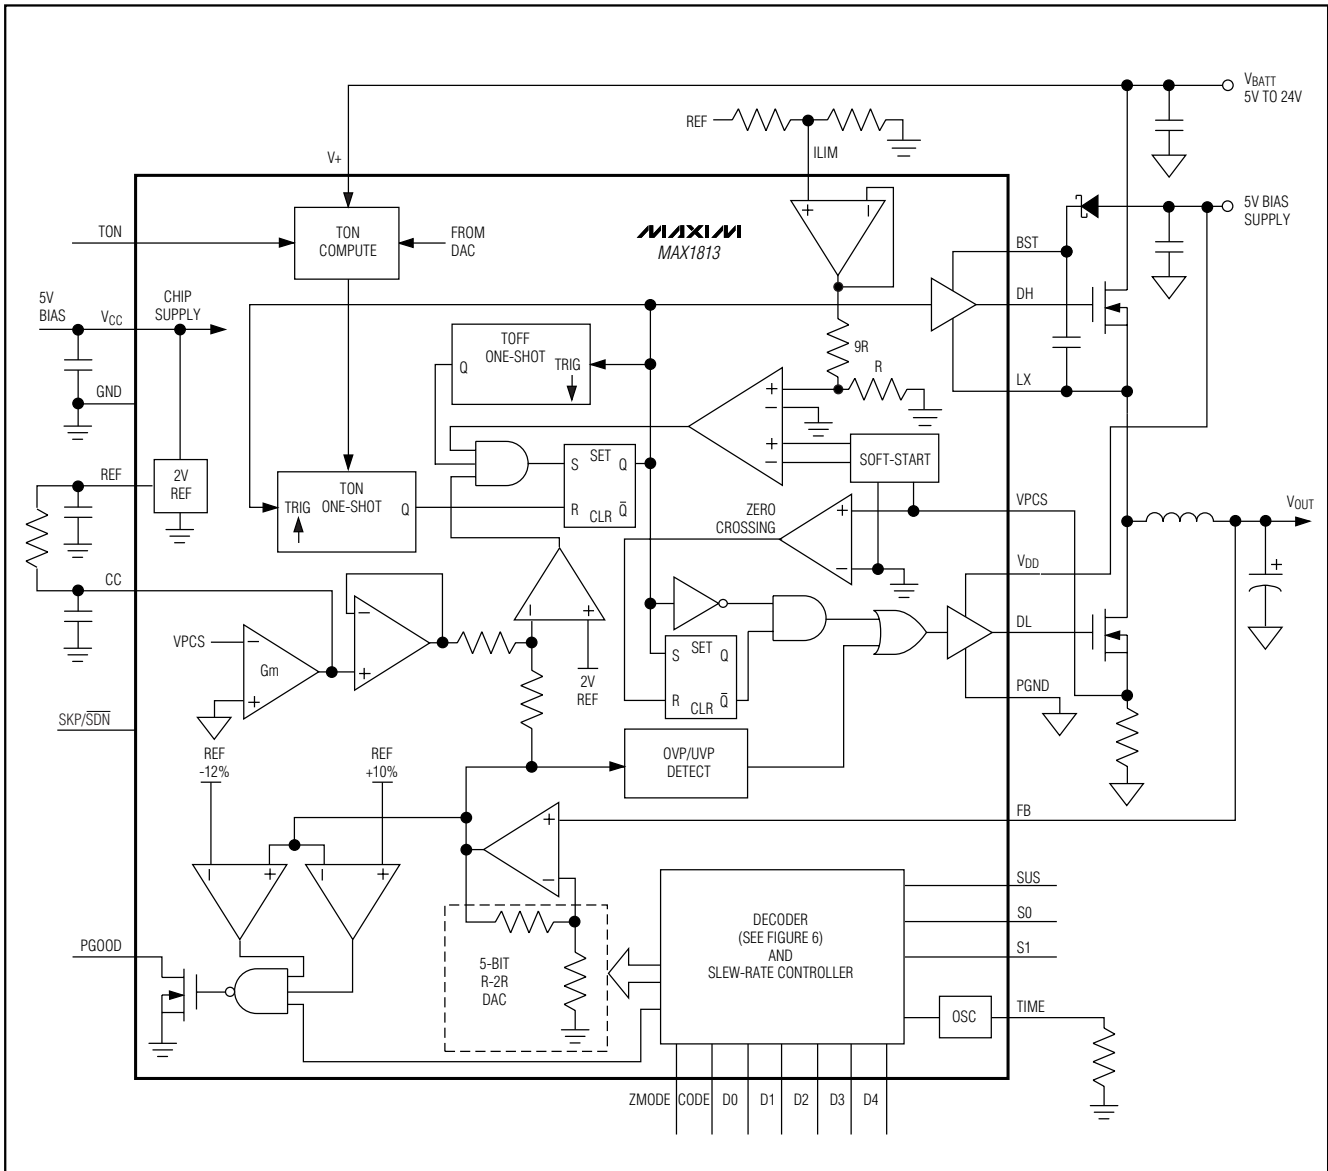 VBATT
5V TO 24V
REF
ILIM
V+
5V BIAS
SUPPLY
TON
TON
COMPUTE
FROM
DAC
MAXIM
MAX1813
+
–
BST
DH
5V
BIAS
VCC
CHIP
SUPPLY
TOFF
ONE-SHOT
Q
TRIG
9R
R
GND
LX
+
–
+
–
SOFT-START
REF
2V
REF
TRIG
TON
ONE-SHOT
Q
S
SET
Q
R
CLR
Q̅
ZERO
CROSSING
+
–
VPCS
VOUT
CC
VDD
+
–
+
–
+
DL
VPCS
–
Gm
+
2V
REF
S
SET
Q
R
CLR
Q̅
PGND
SKP/S̅D̅N̅
REF
-12%
REF
+10%
OVP/UVP
DETECT
FB
+
–
–
+
–
+
SUS
S0
S1
DECODER
(SEE FIGURE 6)
AND
SLEW-RATE CONTROLLER
PGOOD
5-BIT
R-2R
DAC
OSC
TIME
ZMODE
CODE
D0
D1
D2
D3
D4